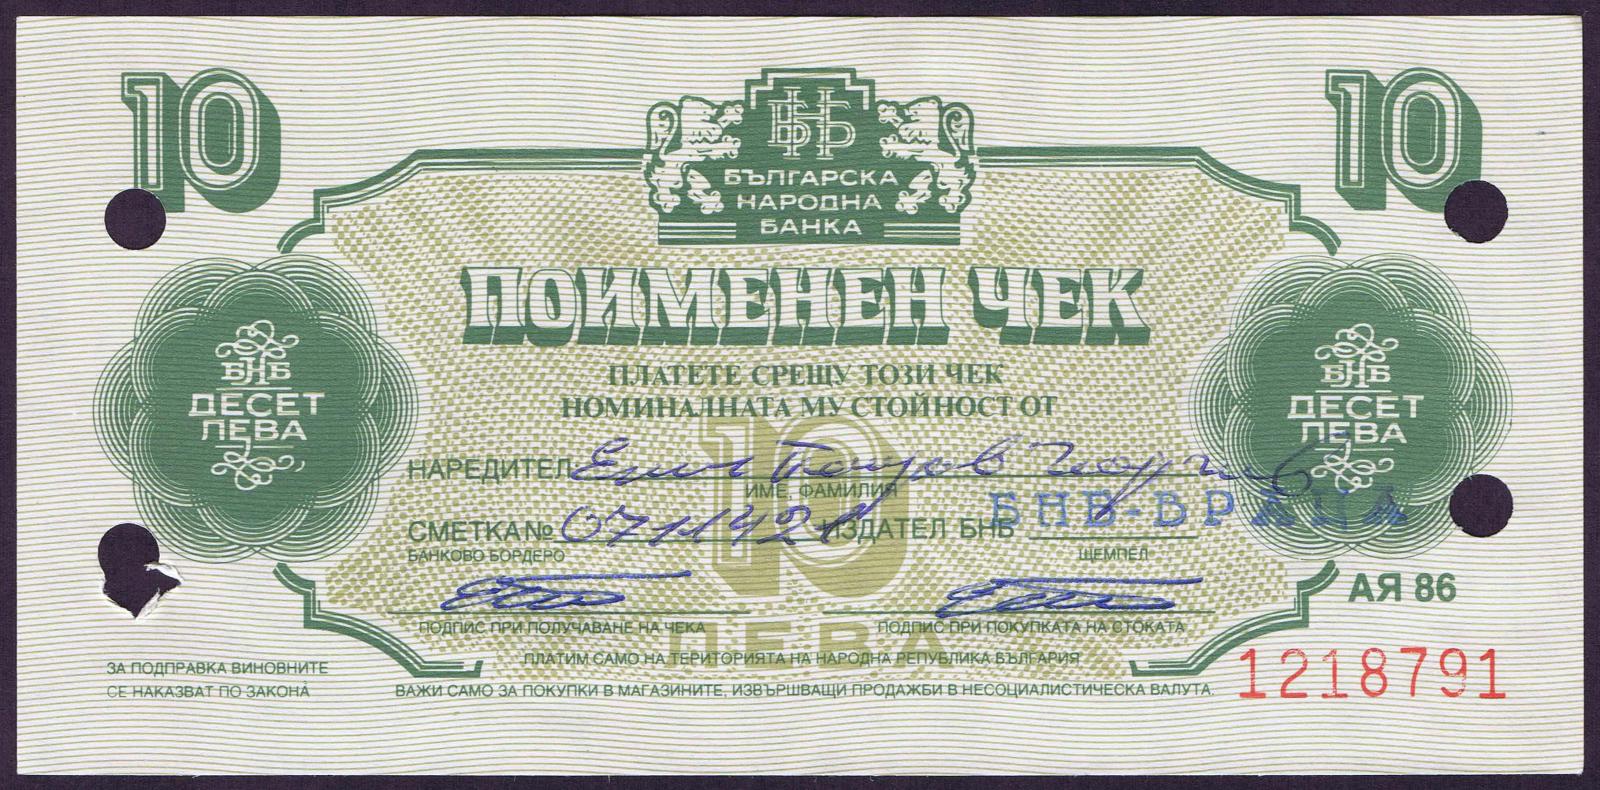 10
10
БНБ
БЪЛГАРСКА
НАРОДНА
БАНКА
ПОИМЕНЕН ЧЕК
ПЛАТЕТЕ СРЕЩУ ТОЗИ ЧЕК
НОМИНАЛНАТА МУ СТОЙНОСТ ОТ
БНБ
ДЕСЕТ
ЛЕВА
БНБ
ДЕСЕТ
ЛЕВА
10
ЛЕВА
НАРЕДИТЕЛ
ИМЕ, ФАМИЛИЯ
СМЕТКА № ИЗДАТЕЛ БНБ БНБ-ВРАЦА
БАНКОВО БОРДЕРО ЩЕМПЕЛ
АЯ 86
ПОДПИС ПРИ ПОЛУЧАВАНЕ НА ЧЕКА ПОДПИС ПРИ ПОКУПКАТА НА СТОКАТА
ПЛАТИМ САМО НА ТЕРИТОРИЯТА НА НАРОДНА РЕПУБЛИКА БЪЛГАРИЯ
ЗА ПОДПРАВКА ВИНОВНИТЕ
СЕ НАКАЗВАТ ПО ЗАКОНА
ВАЖИ САМО ЗА ПОКУПКИ В МАГАЗИНИТЕ, ИЗВЪРШВАЩИ ПРОДАЖБИ В НЕСОЦИАЛИСТИЧЕСКА ВАЛУТА.
1218791